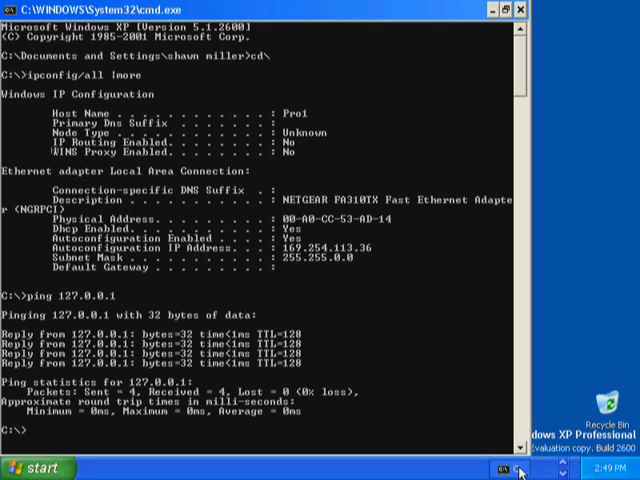 C:\WINDOWS\System32\cmd.exe
Microsoft Windows XP [Version 5.1.2600]
(C) Copyright 1985-2001 Microsoft Corp.
C:\Documents and Settings\shawn miller>cd\
C:\>ipconfig/all |more
Windows IP Configuration
Host Name . . . . . . . . . . . . : Pro1
Primary Dns Suffix . . . . . . . :
Node Type . . . . . . . . . . . . : Unknown
IP Routing Enabled. . . . . . . . : No
WINS Proxy Enabled. . . . . . . . : No
Ethernet adapter Local Area Connection:
Connection-specific DNS Suffix . :
Description . . . . . . . . . . . : NETGEAR FA310TX Fast Ethernet Adapte
r (NGRPCI)
Physical Address. . . . . . . . . : 00-A0-CC-53-AD-14
Dhcp Enabled. . . . . . . . . . . : Yes
Autoconfiguration Enabled . . . . : Yes
Autoconfiguration IP Address. . . : 169.254.113.36
Subnet Mask . . . . . . . . . . . : 255.255.0.0
Default Gateway . . . . . . . . . :
C:\>ping 127.0.0.1
Pinging 127.0.0.1 with 32 bytes of data:
Reply from 127.0.0.1: bytes=32 time<1ms TTL=128
Reply from 127.0.0.1: bytes=32 time<1ms TTL=128
Reply from 127.0.0.1: bytes=32 time<1ms TTL=128
Reply from 127.0.0.1: bytes=32 time<1ms TTL=128
Ping statistics for 127.0.0.1:
Packets: Sent = 4, Received = 4, Lost = 0 (0% loss),
Approximate round trip times in milli-seconds:
Minimum = 0ms, Maximum = 0ms, Average = 0ms
C:\>
Recycle Bin
dows XP Professional
Evaluation copy. Build 2600
start
2:49 PM